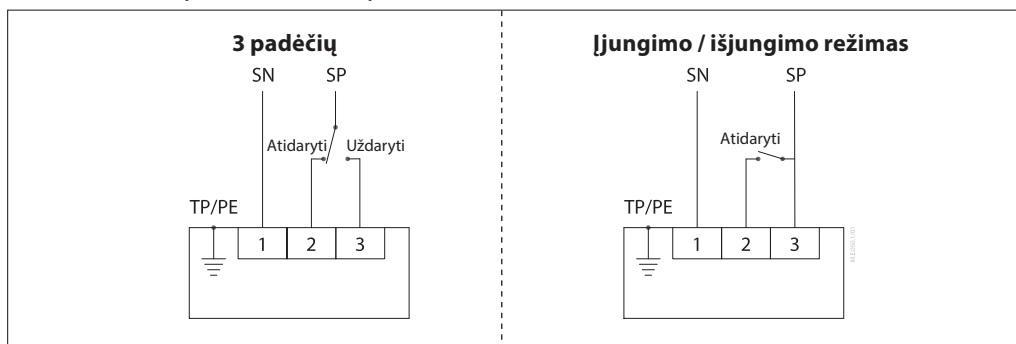 3 padėčių
SN SP
Atidaryti Uždaryti
TP/PE
1 2 3
Įjungimo / išjungimo režimas
SN SP
Atidaryti
TP/PE
1 2 3